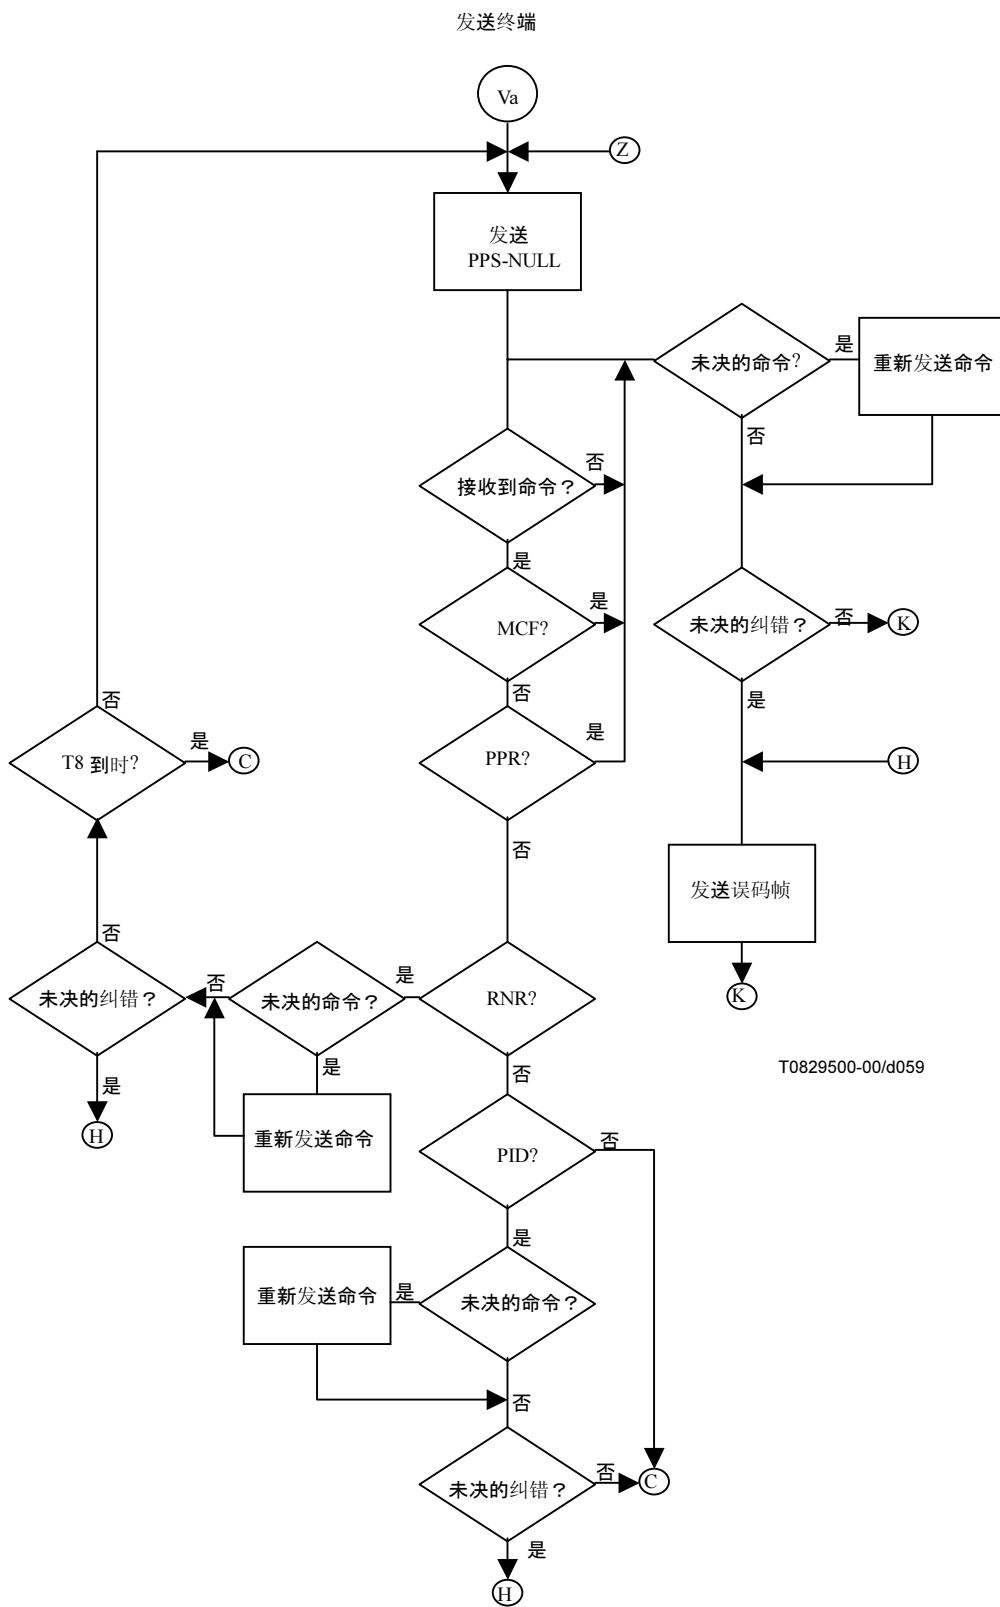 发送终端
Va
Z
发送
PPS-NULL
未决的命令?
是
重新发送命令
否
接收到命令？
否
是
MCF?
是
未决的纠错？
否
K
否
是
否
T8 到时?
是
C
PPR?
是
H
否
发送误码帧
否
未决的纠错？
否
未决的命令？
是
RNR?
K
是
是
否
T0829500-00/d059
H
重新发送命令
PID?
否
是
重新发送命令
是
未决的命令？
否
未决的纠错？
否
C
是
H